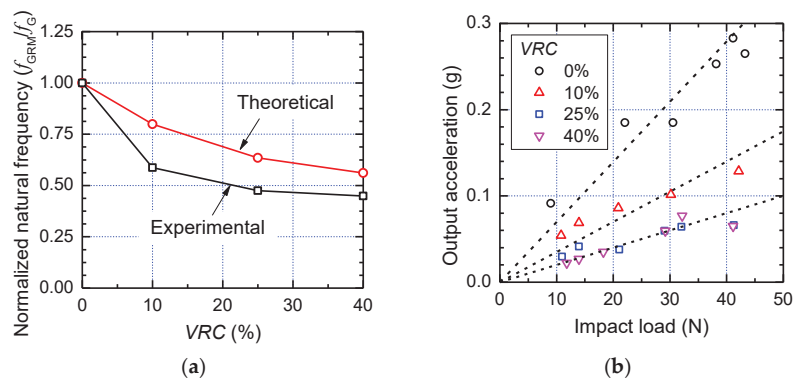 Normalized natural frequency (fGRM/fG)
1.25
1.00
0.75
0.50
0.25
0.00
Theoretical
Experimental
0 10 20 30 40
VRC (%)
(a)
Output acceleration (g)
0.3
0.2
0.1
0.0
VRC
0%
10%
25%
40%
0 10 20 30 40 50
Impact load (N)
(b)